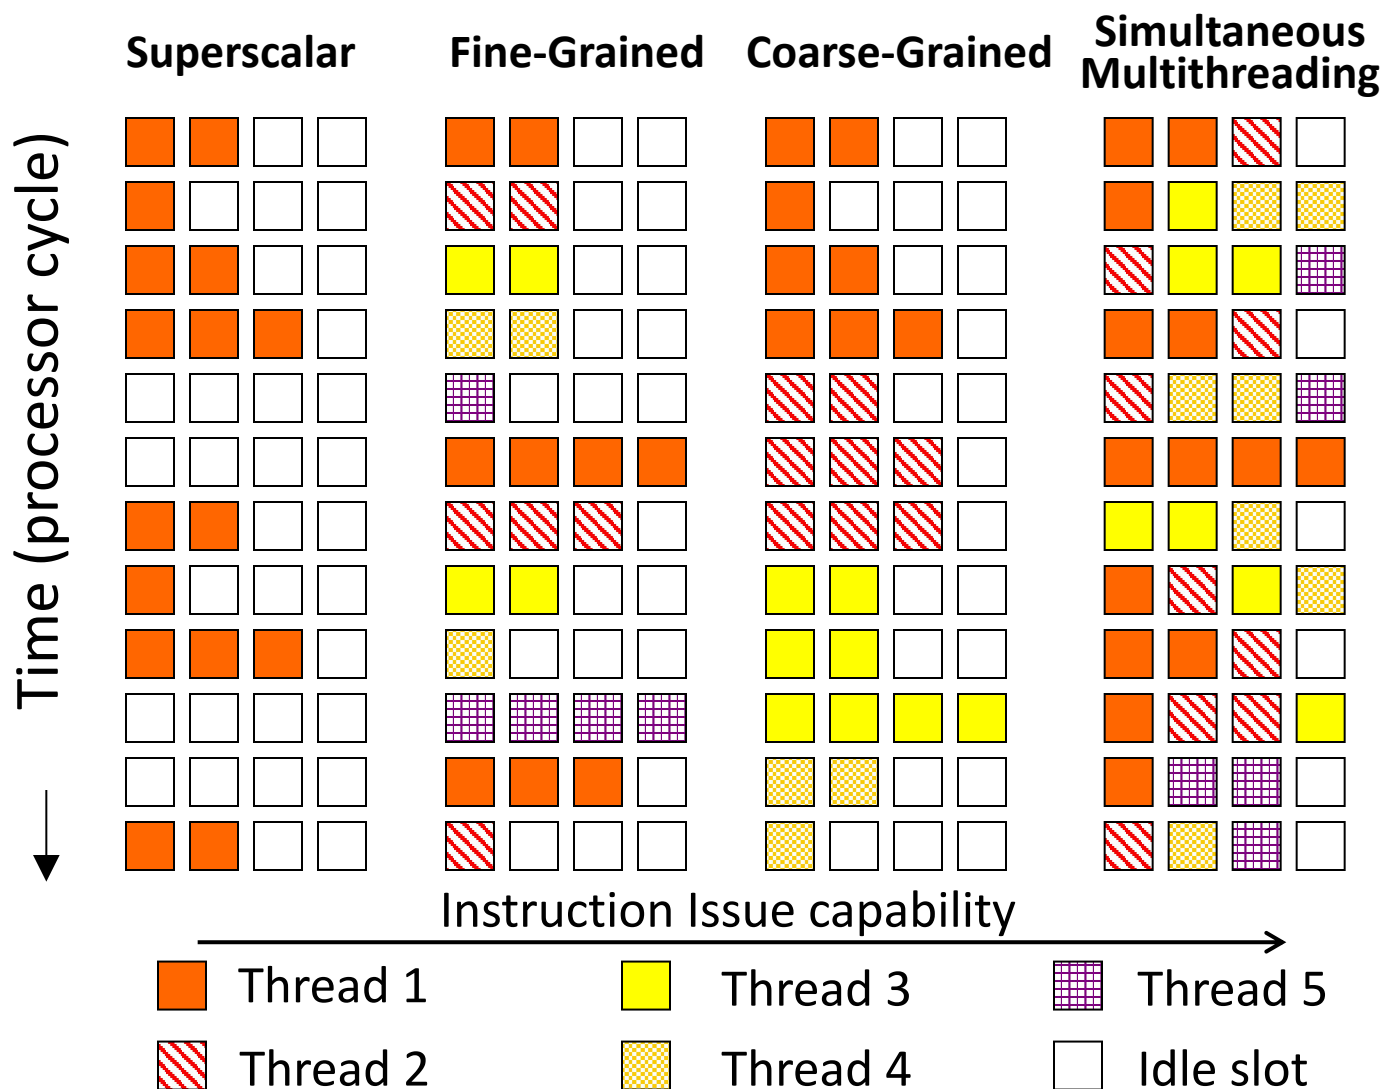 Superscalar
Fine-Grained
Coarse-Grained
Simultaneous
Multithreading
Time (processor cycle)
Instruction Issue capability
Thread 1
Thread 3
Thread 5
Thread 2
Thread 4
Idle slot